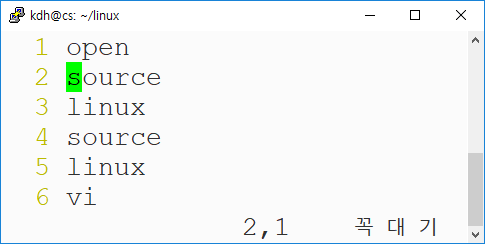 kdh@cs: ~/linux
1 open
2 source
3 linux
4 source
5 linux
6 vi
2,1 꼭 대 기